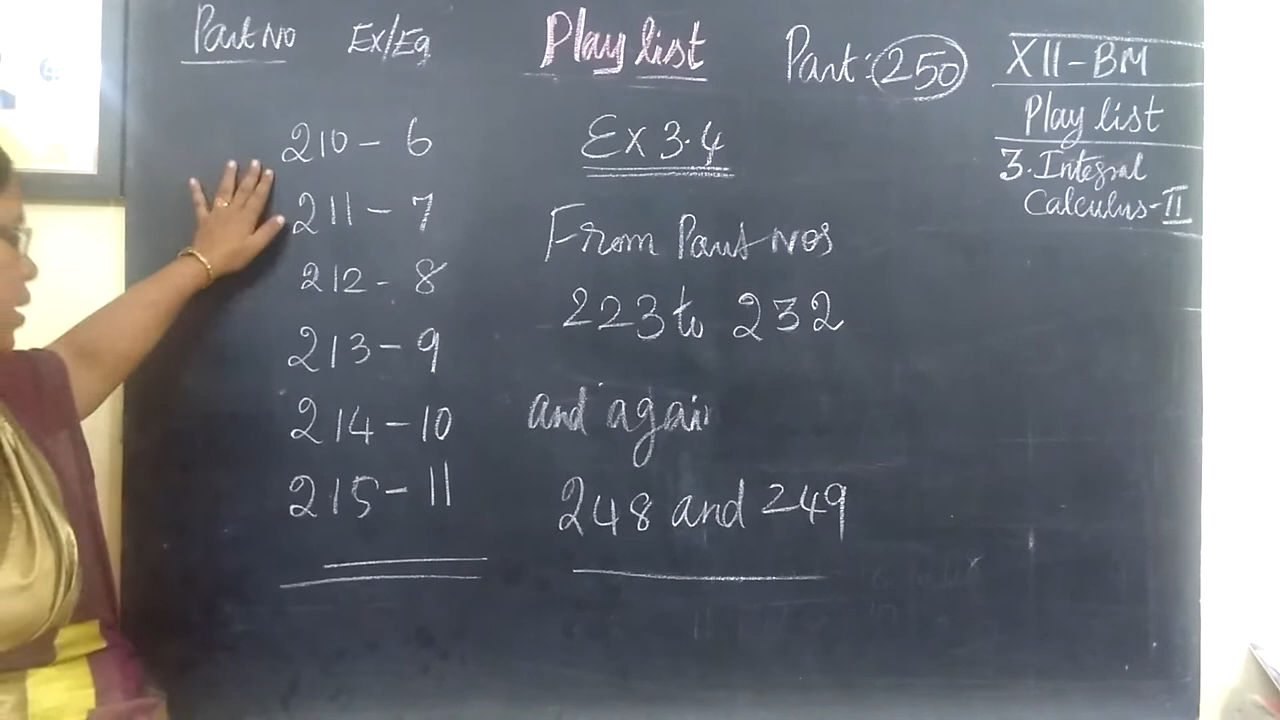 Part No Ex/Eg
210 - 6
211 - 7
212 - 8
213 - 9
214 - 10
215 - 11
Play list
Ex 3.4
From Part Nos
223 to 232
and again
248 and 249
Part: 250
XII-BM
Play list
3. Integral
Calculus-II